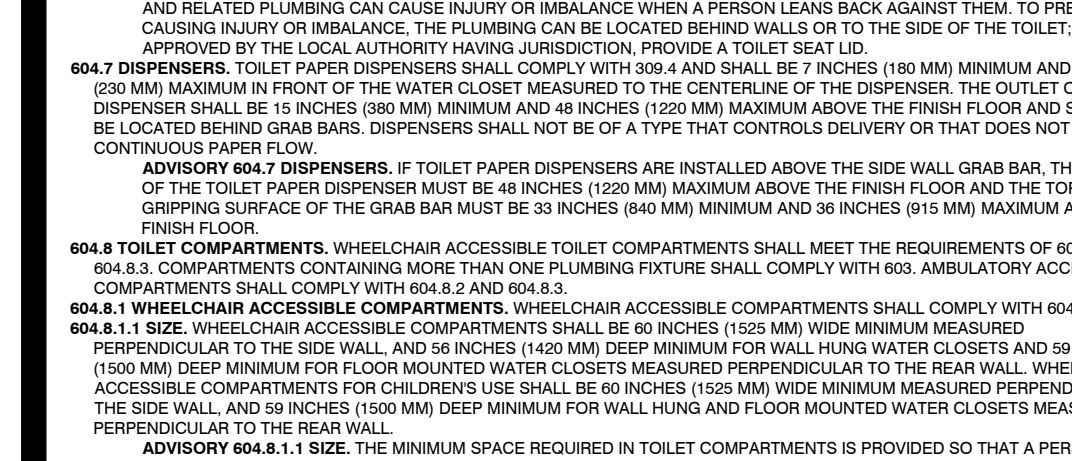 AND RELATED PLUMBING CAN CAUSE INJURY OR IMBALANCE WHEN A PERSON LEANS BACK AGAINST THEM. TO
CAUSING INJURY OR IMBALANCE, THE PLUMBING CAN BE LOCATED BEHIND WALLS OR TO THE SIDE OF THE TOILET;
APPROVED BY THE LOCAL AUTHORITY HAVING JURISDICTION, PROVIDE A TOILET SEAT LID.
604.7 DISPENSERS. TOILET PAPER DISPENSERS SHALL COMPLY WITH 309.4 AND SHALL BE 7 INCHES (180 MM) MINIMUM AND
(230 MM) MAXIMUM IN FRONT OF THE WATER CLOSET MEASURED TO THE CENTERLINE OF THE DISPENSER. THE OUTLET
DISPENSER SHALL BE 15 INCHES (380 MM) MINIMUM AND 48 INCHES (1220 MM) MAXIMUM ABOVE THE FINISH FLOOR AND
BE LOCATED BEHIND GRAB BARS. DISPENSERS SHALL NOT BE OF A TYPE THAT CONTROLS DELIVERY OR THAT DOES NOT
CONTINUOUS PAPER FLOW.
ADVISORY 604.7 DISPENSERS. IF TOILET PAPER DISPENSERS ARE INSTALLED ABOVE THE SIDE WALL GRAB BAR,
OF THE TOILET PAPER DISPENSER MUST BE 48 INCHES (1220 MM) MAXIMUM ABOVE THE FINISH FLOOR AND THE
GRIPPING SURFACE OF THE GRAB BAR MUST BE 33 INCHES (840 MM) MINIMUM AND 36 INCHES (915 MM) MAXIMUM
FINISH FLOOR.
604.8 TOILET COMPARTMENTS. WHEELCHAIR ACCESSIBLE TOILET COMPARTMENTS SHALL MEET THE REQUIREMENTS OF
604.8.3. COMPARTMENTS CONTAINING MORE THAN ONE PLUMBING FIXTURE SHALL COMPLY WITH 603. AMBULATORY
COMPARTMENTS SHALL COMPLY WITH 604.8.2 AND 604.8.3.
604.8.1 WHEELCHAIR ACCESSIBLE COMPARTMENTS. WHEELCHAIR ACCESSIBLE COMPARTMENTS SHALL COMPLY WITH
604.8.1.1 SIZE. WHEELCHAIR ACCESSIBLE COMPARTMENTS SHALL BE 60 INCHES (1525 MM) WIDE MINIMUM MEASURED
PERPENDICULAR TO THE SIDE WALL, AND 56 INCHES (1420 MM) DEEP MINIMUM FOR WALL HUNG WATER CLOSETS AND 59
(1500 MM) DEEP MINIMUM FOR FLOOR MOUNTED WATER CLOSETS MEASURED PERPENDICULAR TO THE REAR WALL.
ACCESSIBLE COMPARTMENTS FOR CHILDREN'S USE SHALL BE 60 INCHES (1525 MM) WIDE MINIMUM MEASURED
THE SIDE WALL, AND 59 INCHES (1500 MM) DEEP MINIMUM FOR WALL HUNG AND FLOOR MOUNTED WATER CLOSETS
PERPENDICULAR TO THE REAR WALL.
ADVISORY 604.8.1.1 SIZE. THE MINIMUM SPACE REQUIRED IN TOILET COMPARTMENTS IS PROVIDED SO THAT A